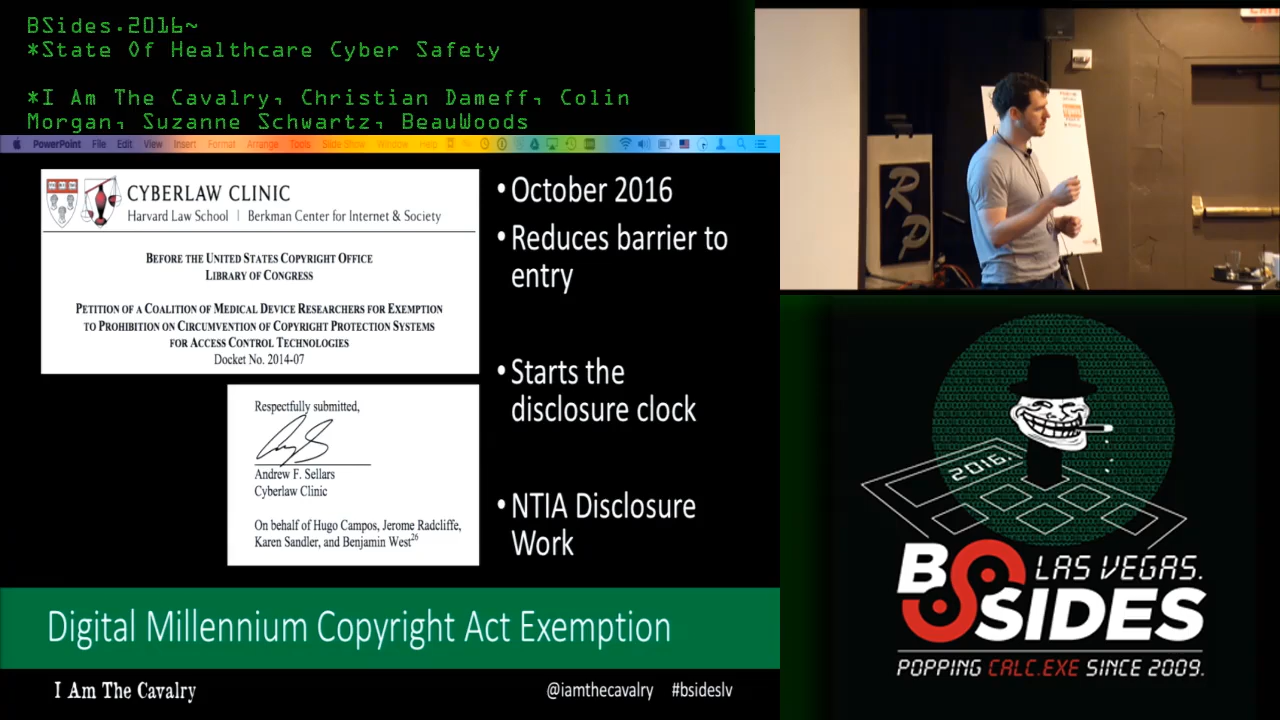 BSides.2016~
*State Of Healthcare Cyber Safety
*I Am The Cavalry, Christian Dameff, Colin
Morgan, Suzanne Schwartz, BeauWoods
PowerPoint File Edit View Insert Format Arrange Tools Slide Show Window Help
CYBERLAW CLINIC
Harvard Law School | Berkman Center for Internet & Society
BEFORE THE UNITED STATES COPYRIGHT OFFICE
LIBRARY OF CONGRESS
PETITION OF A COALITION OF MEDICAL DEVICE RESEARCHERS FOR EXEMPTION
TO PROHIBITION ON CIRCUMVENTION OF COPYRIGHT PROTECTION SYSTEMS
FOR ACCESS CONTROL TECHNOLOGIES
Docket No. 2014-07
Respectfully submitted,
Andrew F. Sellars
Cyberlaw Clinic
On behalf of Hugo Campos, Jerome Radcliffe,
Karen Sandler, and Benjamin West26
• October 2016
• Reduces barrier to
entry
• Starts the
disclosure clock
• NTIA Disclosure
Work
Digital Millennium Copyright Act Exemption
I Am The Cavalry
@iamthecavalry #bsideslv
R
P
2016.
BSIDES
LAS VEGAS.
POPPING CALC.EXE SINCE 2009.